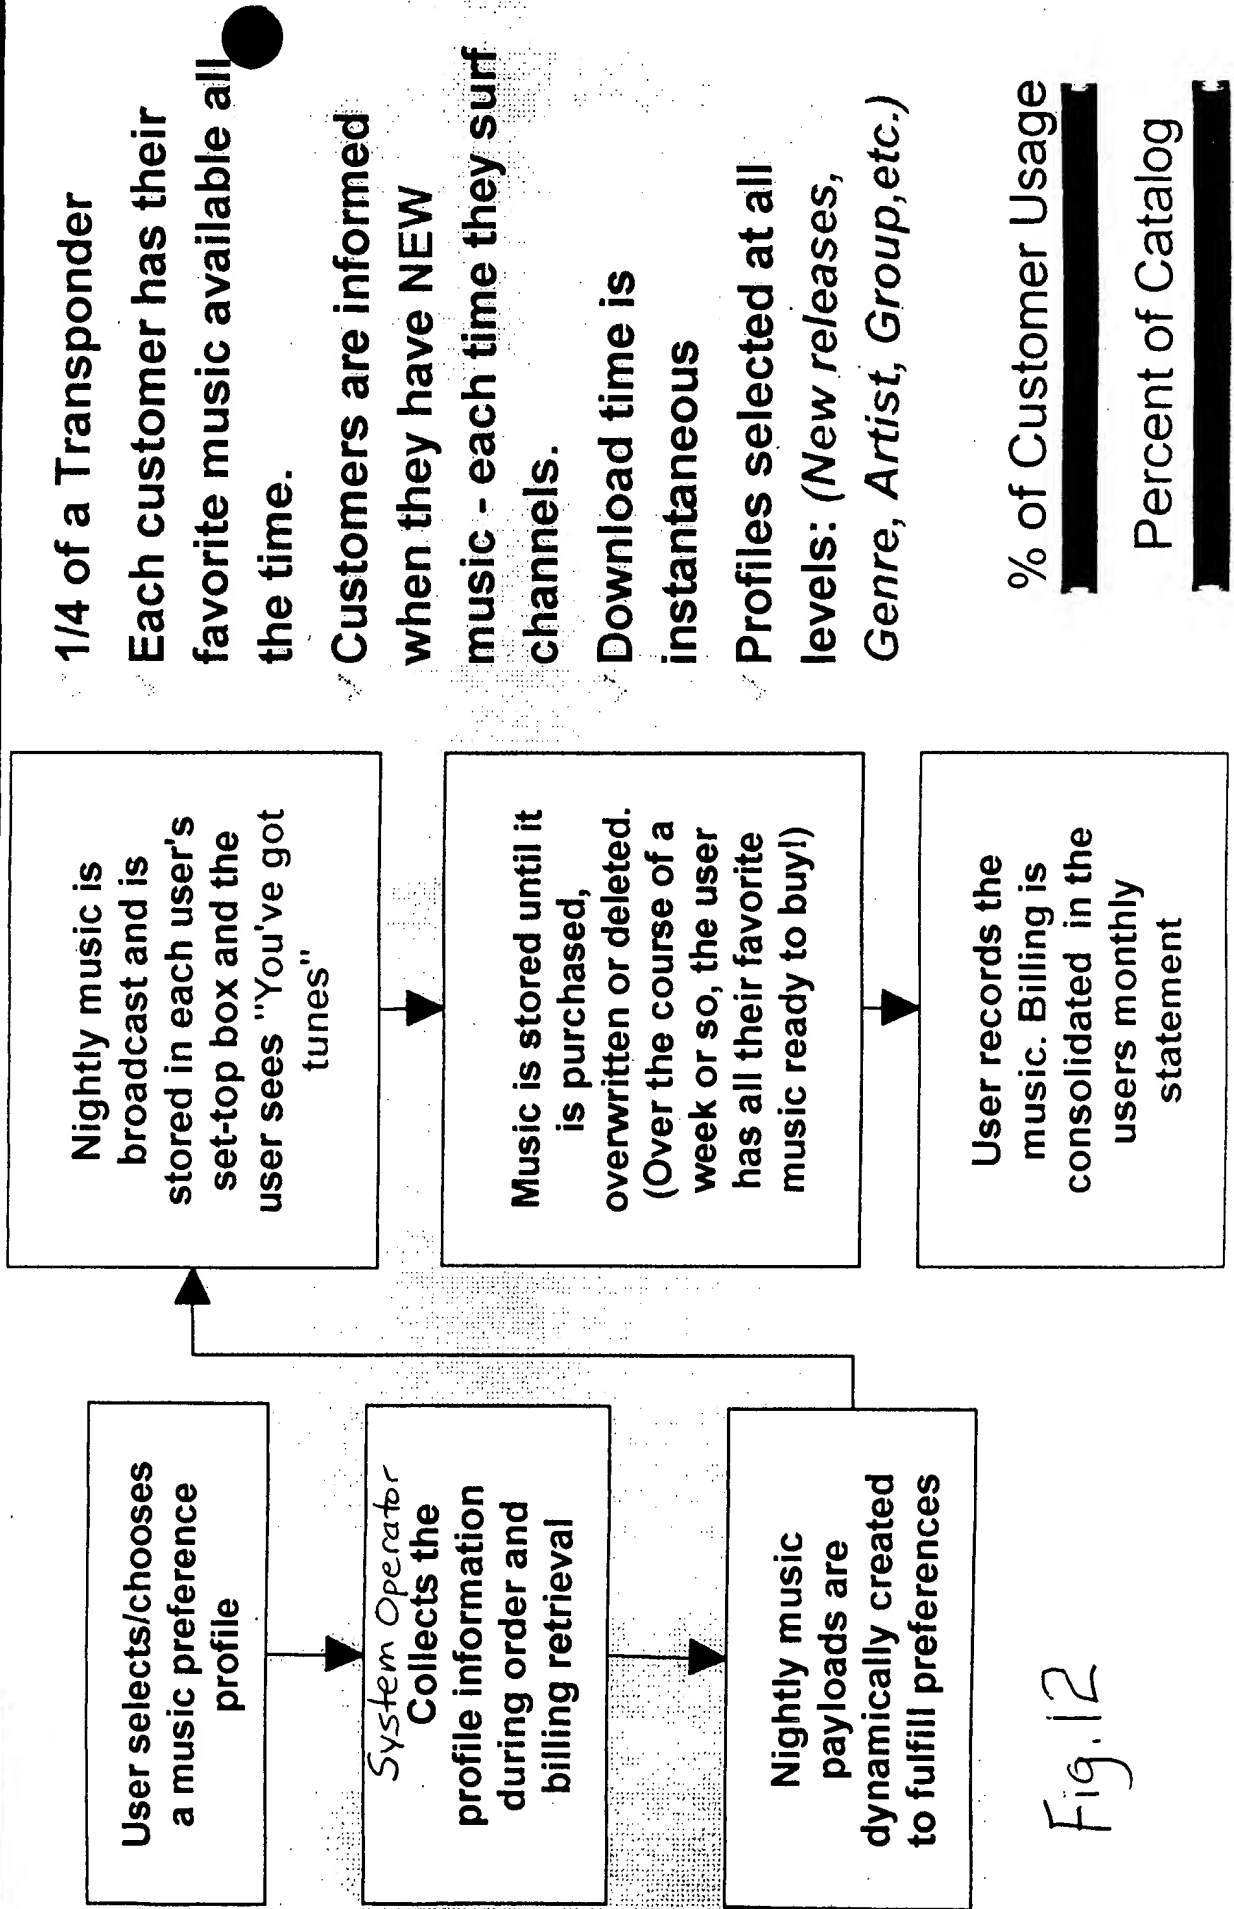 User selects/chooses
a music preference
profile
System Operator
Collects the
profile information
during order and
billing retrieval
Nightly music
payloads are
dynamically created
to fulfill preferences
Nightly music is
broadcast and is
stored in each user's
set-top box and the
user sees "You've got
tunes"
Music is stored until it
is purchased,
overwritten or deleted.
(Over the course of a
week or so, the user
has all their favorite
music ready to buy!)
User records the
music. Billing is
consolidated in the
users monthly
statement
1/4 of a Transponder
Each customer has their
favorite music available all
the time.
Customers are informed
when they have NEW
music - each time they surf
channels.
Download time is
instantaneous
Profiles selected at all
levels: (New releases,
Genre, Artist, Group,etc.)
% of Customer Usage
Percent of Catalog
Fig.12